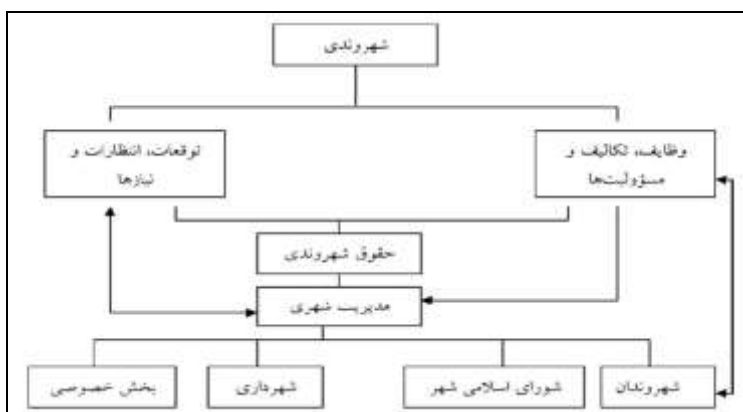 شهروندی
وظایف، تکالیف و
مسؤولیت‌ها
توقعات، انتظارات و
نیازها
حقوق شهروندی
مدیریت شهری
شهروندان
شورای اسلامی شهر
شهرداری
بخش خصوصی